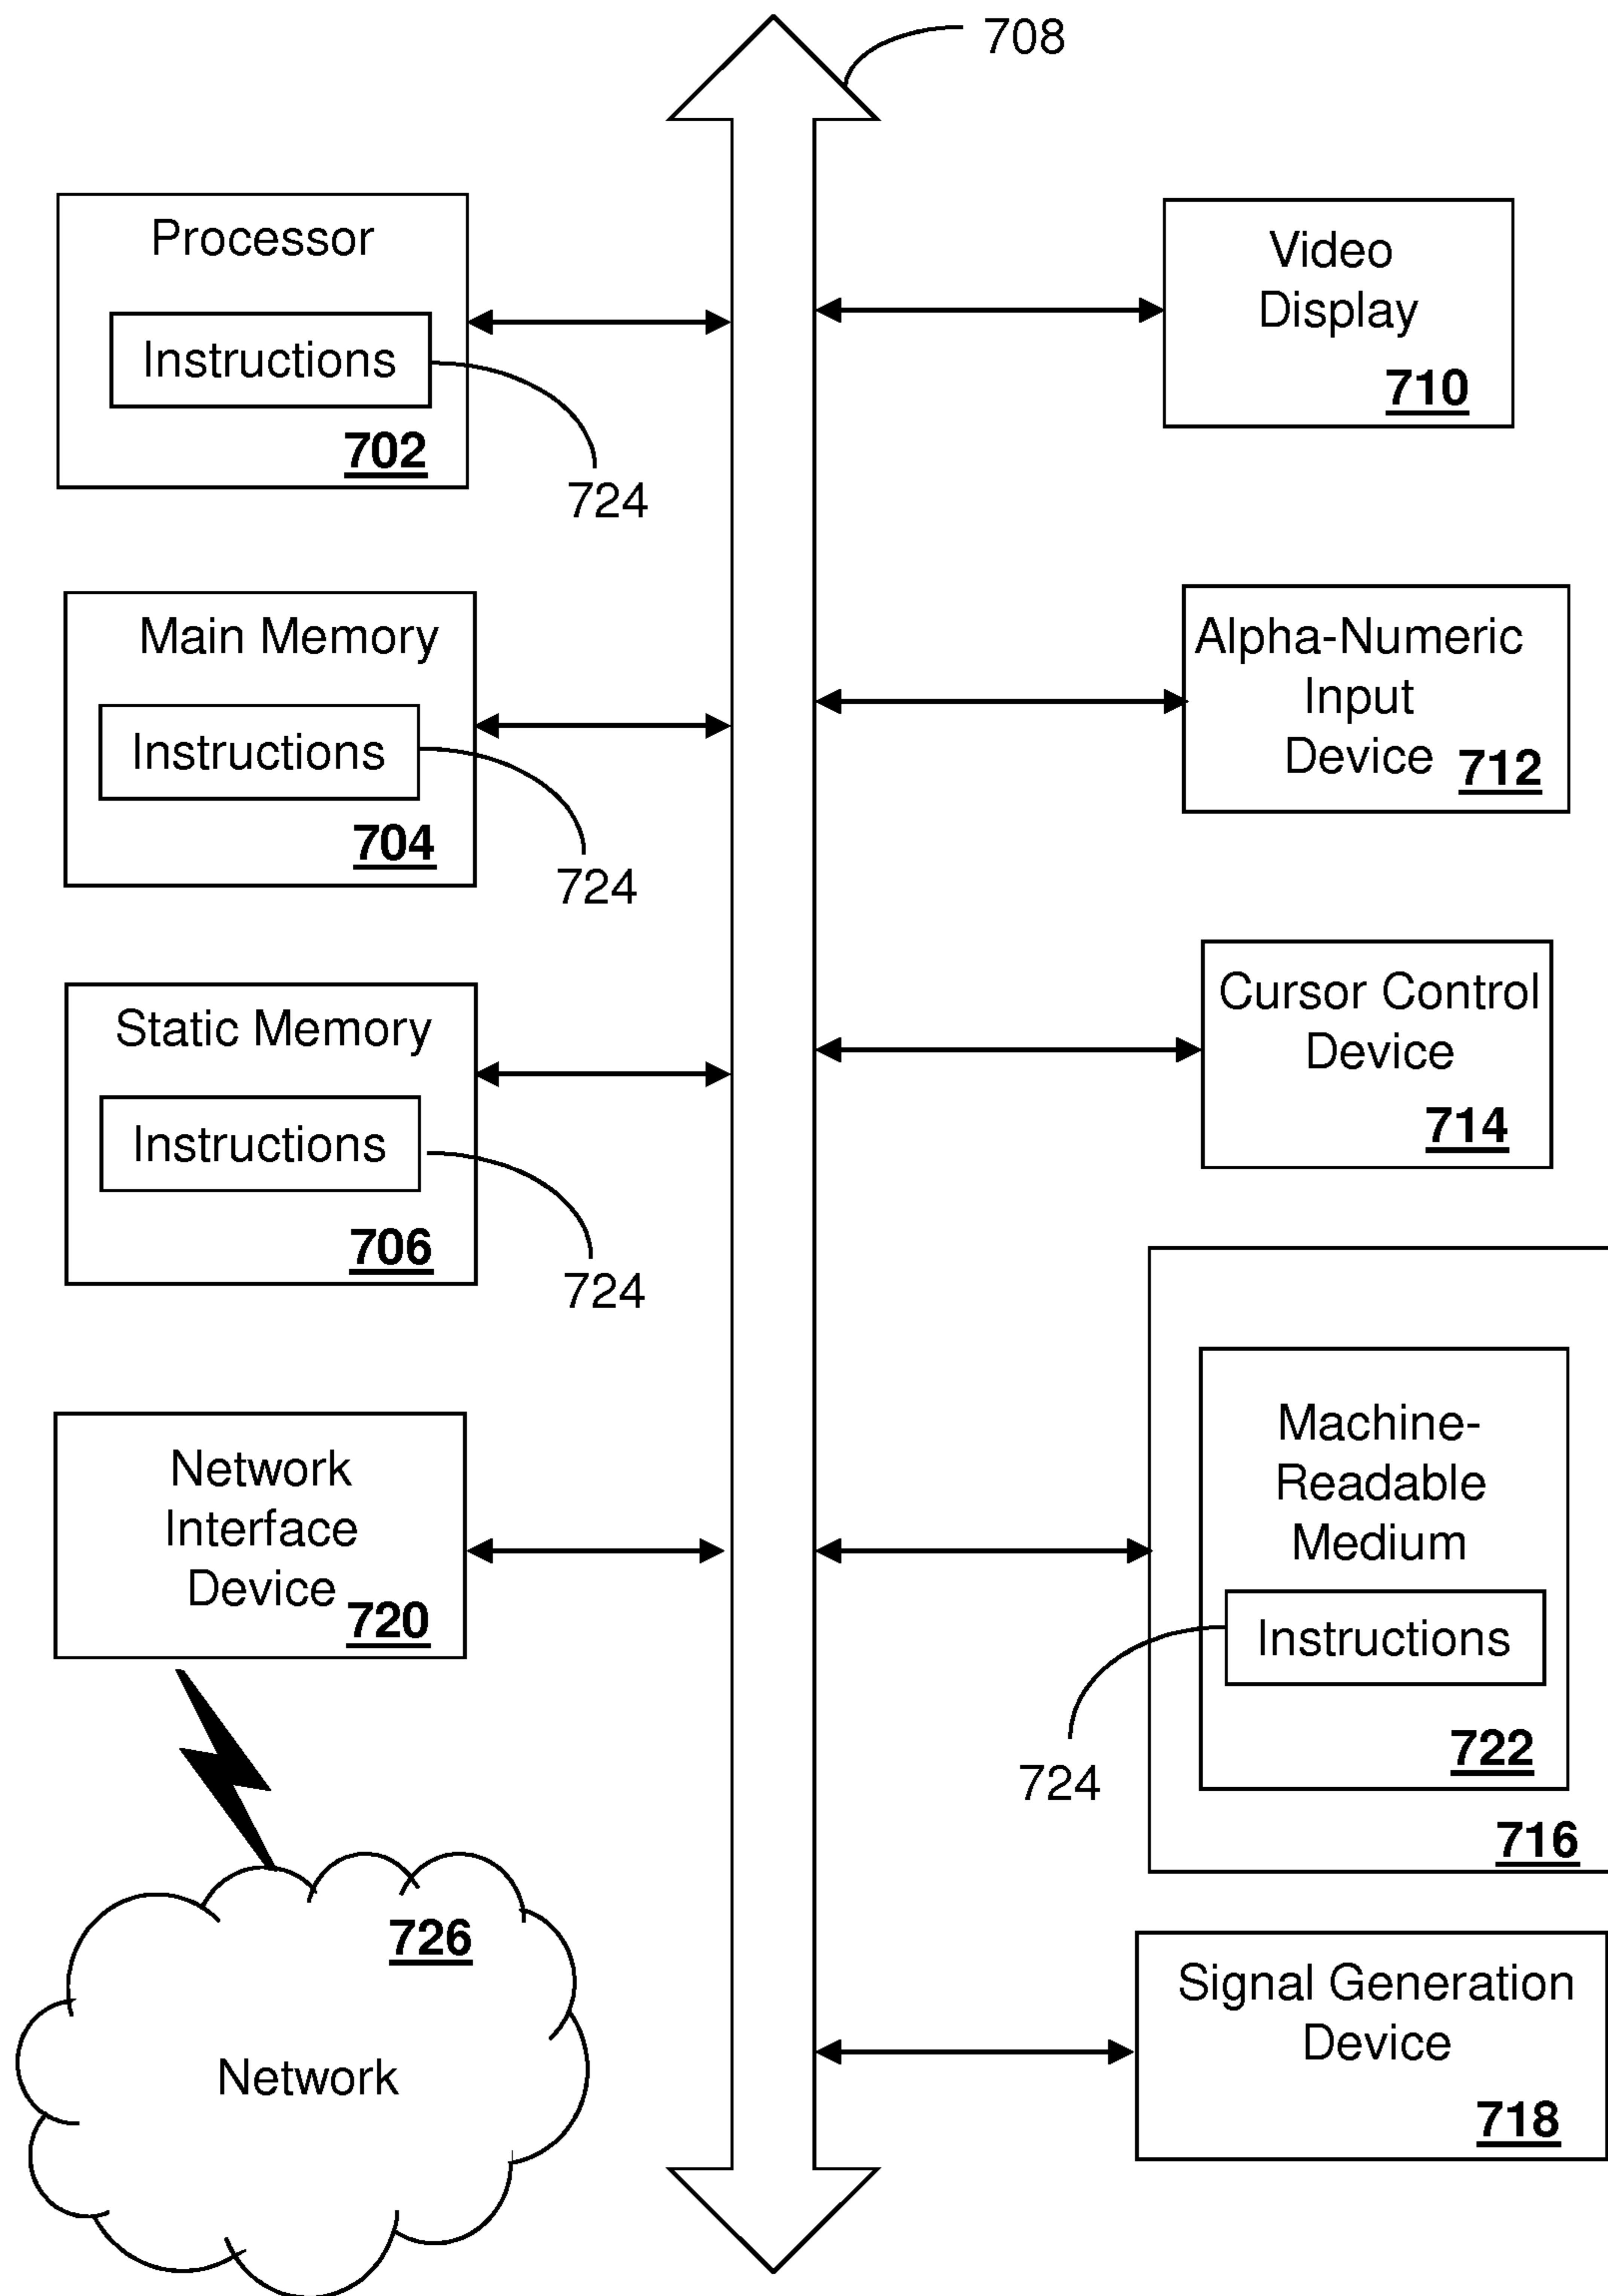 708
Processor
Instructions
702
724
Main Memory
Instructions
704
724
Static Memory
Instructions
706
724
Network
Interface
Device
720
726
Network
Video
Display
710
Alpha-Numeric
Input
Device
712
Cursor Control
Device
714
Machine-
Readable
Medium
Instructions
722
724
716
Signal Generation
Device
718